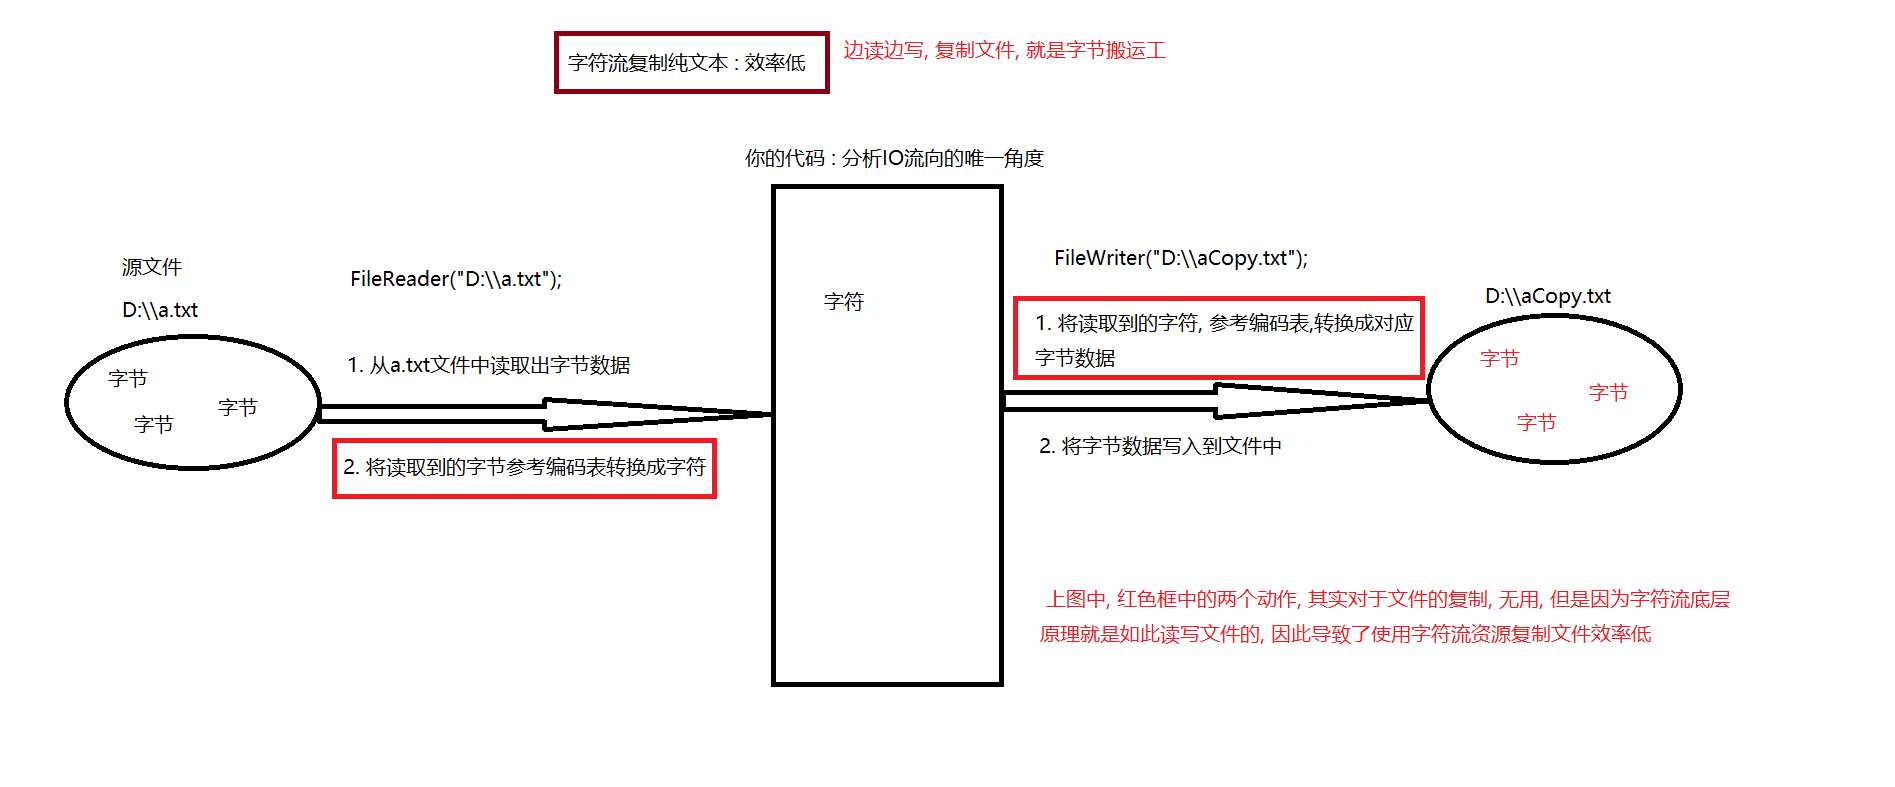 字符流复制纯文本 : 效率低
边读边写, 复制文件, 就是字节搬运工
你的代码 : 分析IO流向的唯一角度
源文件
D:\\a.txt
字节
字节
字节
FileReader("D:\\a.txt");
1. 从a.txt文件中读取出字节数据
2. 将读取到的字节参考编码表转换成字符
字符
FileWriter("D:\\aCopy.txt");
1. 将读取到的字符, 参考编码表,转换成对应
字节数据
2. 将字节数据写入到文件中
D:\\aCopy.txt
字节
字节
字节
上图中, 红色框中的两个动作, 其实对于文件的复制, 无用, 但是因为字符流底层
原理就是如此读写文件的, 因此导致了使用字符流资源复制文件效率低